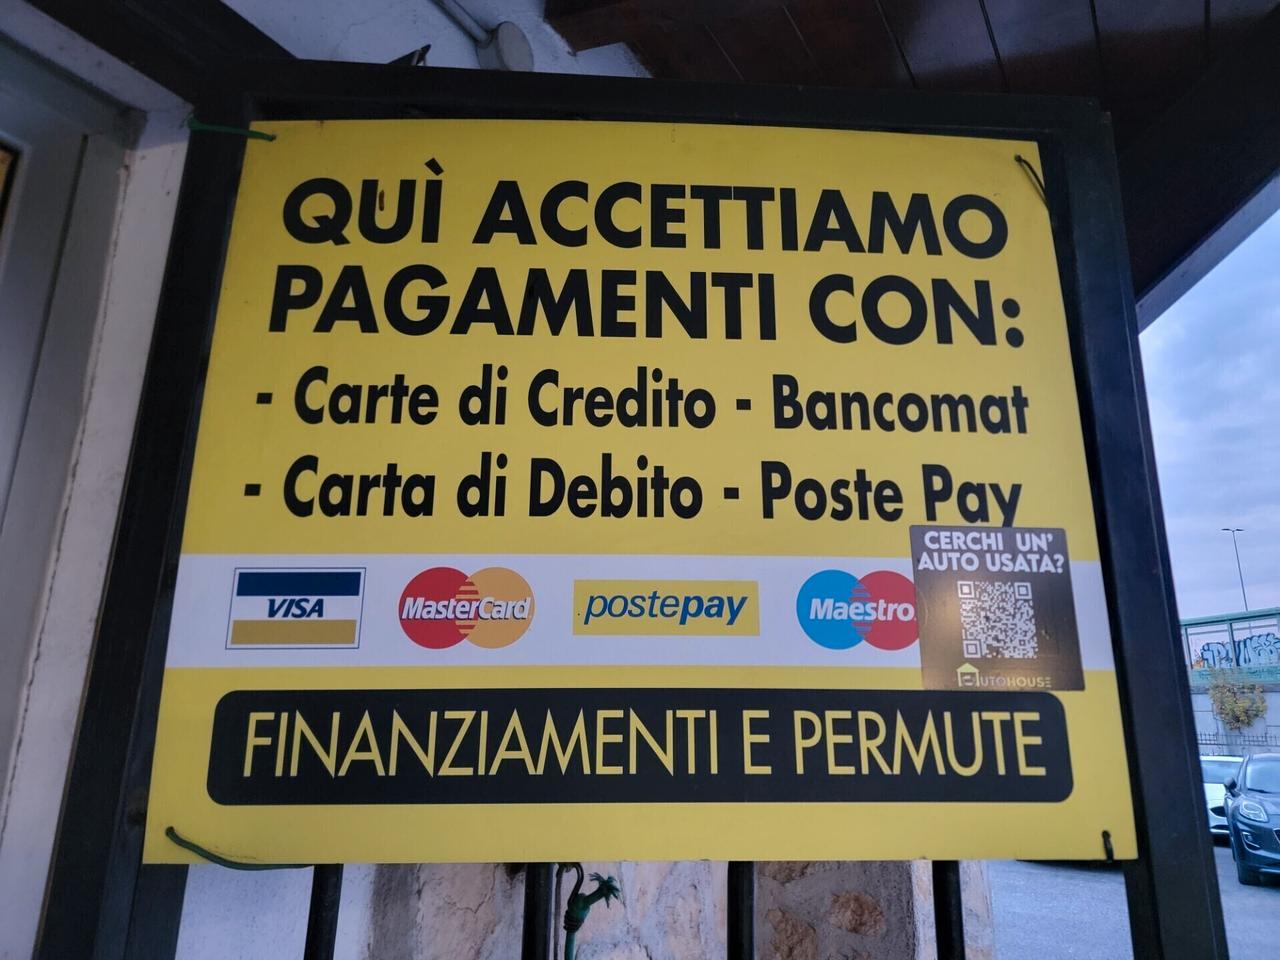 QUÌ ACCETTIAMO
PAGAMENTI CON:
- Carte di Credito - Bancomat
- Carta di Debito - Poste Pay
VISA
MasterCard
postepay
Maestro
CERCHI UN'
AUTO USATA?
AUTOHOUSE
FINANZIAMENTI E PERMUTE